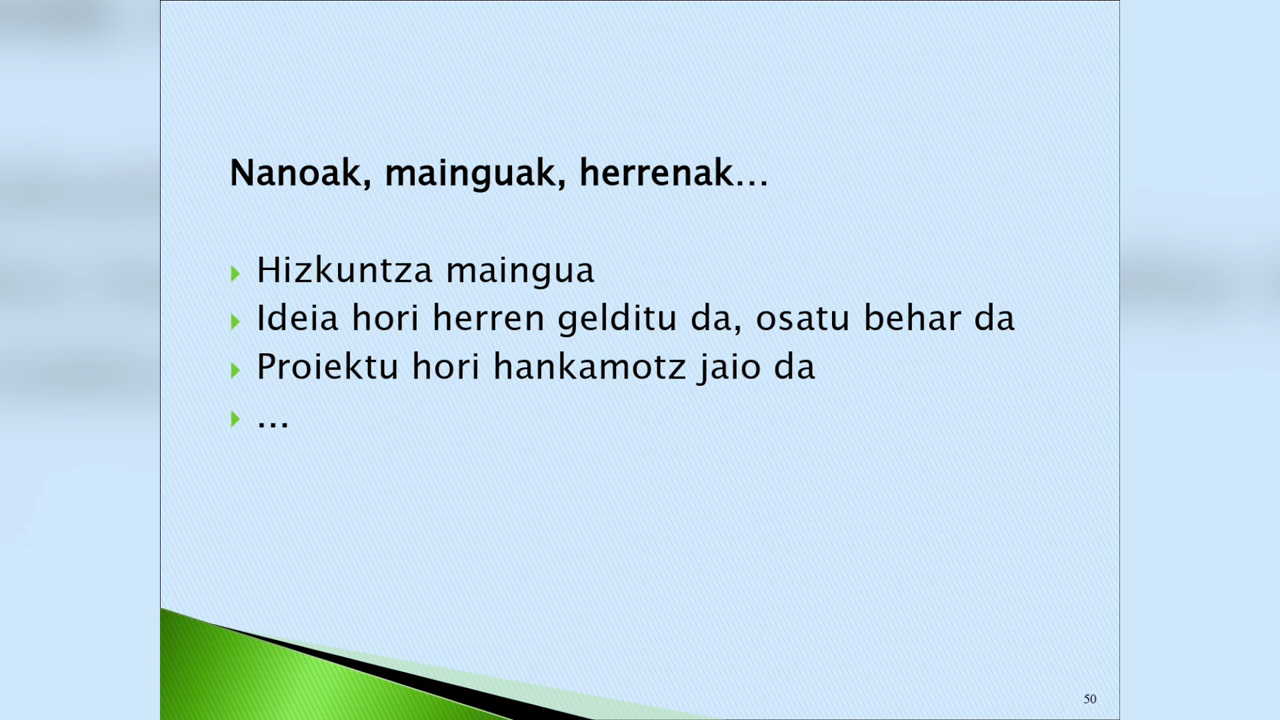 Nanoak, mainguak, herrenak...
Hizkuntza maingua
Ideia hori herren gelditu da, osatu behar da
Proiektu hori hankamotz jaio da
...
50